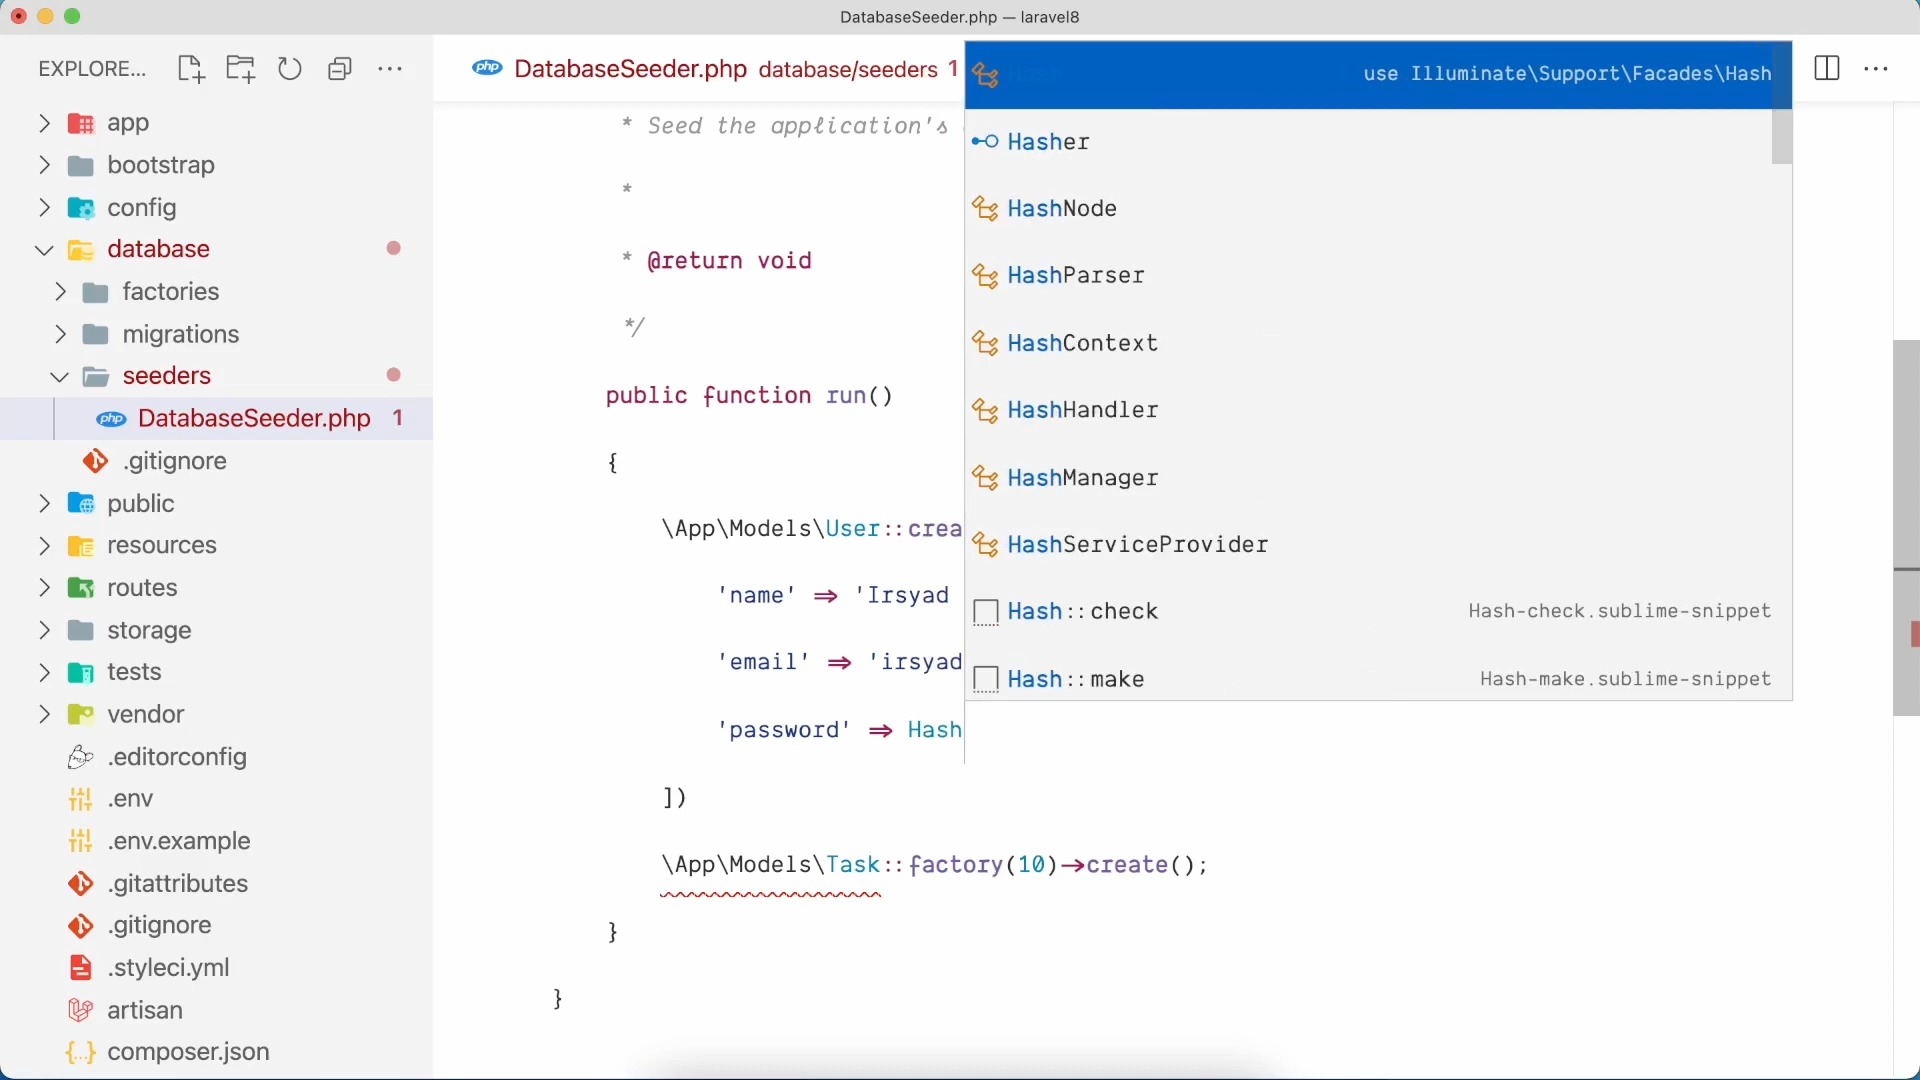 DatabaseSeeder.php — laravel8
EXPLORE...
app
bootstrap
config
database
factories
migrations
seeders
php DatabaseSeeder.php 1
.gitignore
public
resources
routes
storage
tests
vendor
.editorconfig
.env
.env.example
.gitattributes
.gitignore
.styleci.yml
artisan
{..} composer.json
php DatabaseSeeder.php database/seeders 1
* Seed the application's
*
* @return void
*/
public function run()
{
\App\Models\User::crea
'name' => 'Irsyad
'email' => 'irsyad
'password' => Hash
])
\App\Models\Task::factory(10)->create();
}
}
Hash use Illuminate\Support\Facades\Hash
Hasher
HashNode
HashParser
HashContext
HashHandler
HashManager
HashServiceProvider
Hash::check Hash-check.sublime-snippet
Hash::make Hash-make.sublime-snippet